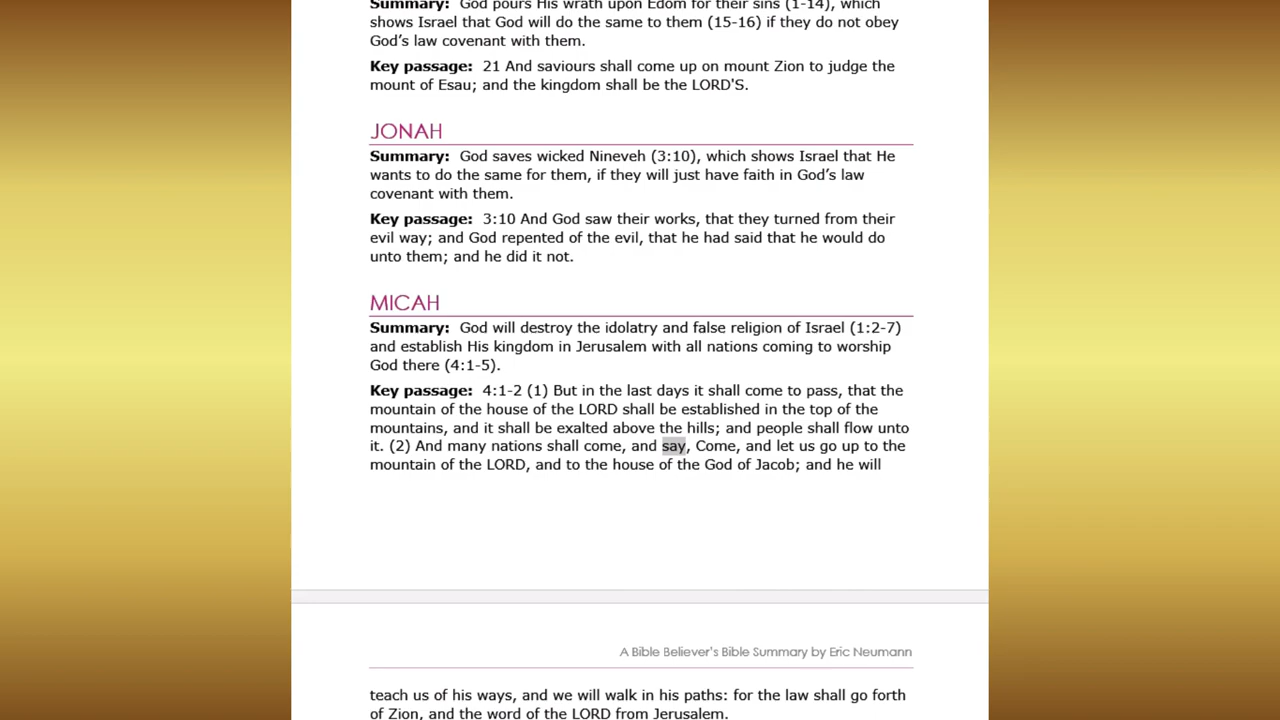 Summary: God pours His wrath upon Edom for their sins (1-14), which
shows Israel that God will do the same to them (15-16) if they do not obey
God’s law covenant with them.
Key passage: 21 And saviours shall come up on mount Zion to judge the
mount of Esau; and the kingdom shall be the LORD'S.
JONAH
Summary: God saves wicked Nineveh (3:10), which shows Israel that He
wants to do the same for them, if they will just have faith in God’s law
covenant with them.
Key passage: 3:10 And God saw their works, that they turned from their
evil way; and God repented of the evil, that he had said that he would do
unto them; and he did it not.
MICAH
Summary: God will destroy the idolatry and false religion of Israel (1:2-7)
and establish His kingdom in Jerusalem with all nations coming to worship
God there (4:1-5).
Key passage: 4:1-2 (1) But in the last days it shall come to pass, that the
mountain of the house of the LORD shall be established in the top of the
mountains, and it shall be exalted above the hills; and people shall flow unto
it. (2) And many nations shall come, and say, Come, and let us go up to the
mountain of the LORD, and to the house of the God of Jacob; and he will
A Bible Believer’s Bible Summary by Eric Neumann
teach us of his ways, and we will walk in his paths: for the law shall go forth
of Zion, and the word of the LORD from Jerusalem.